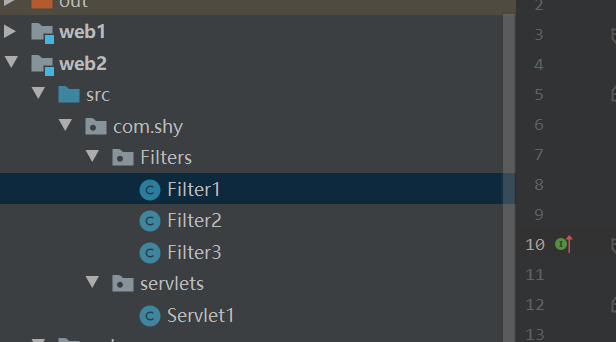 out
web1
web2
src
com.shy
Filters
Filter1
Filter2
Filter3
servlets
Servlet1
2
3
4
5
6
7
8
9
10
11
12
13